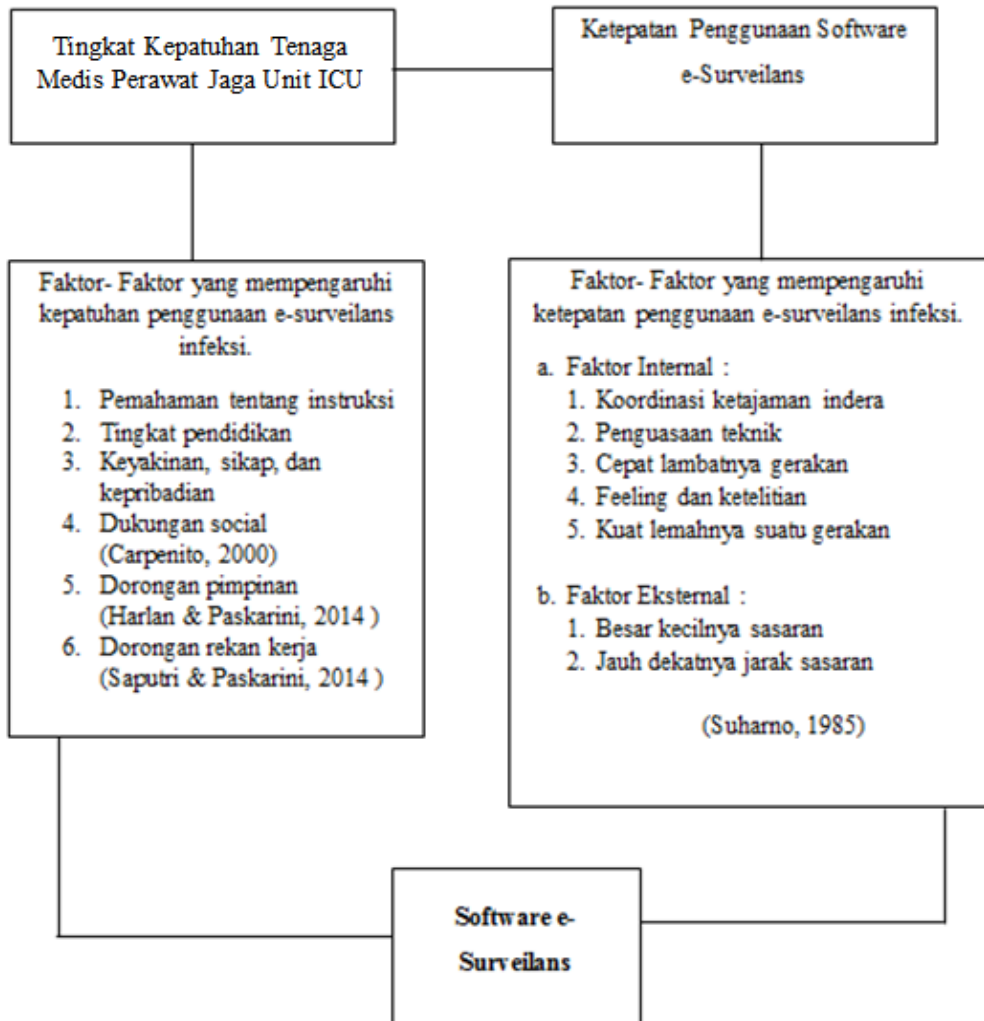 Tingkat Kepatuhan Tenaga
Medis Perawat Jaga Unit ICU
Ketepatan Penggunaan Software
e-Surveilans
Faktor- Faktor yang mempengaruhi
kepatuhan penggunaan e-surveilans
infeksi.
1. Pemahaman tentang instruksi
2. Tingkat pendidikan
3. Keyakinan, sikap, dan
kepribadian
4. Dukungan social
(Carpenito, 2000)
5. Dorongan pimpinan
(Harlan & Paskarini, 2014 )
6. Dorongan rekan kerja
(Saputri & Paskarini, 2014 )
Faktor- Faktor yang mempengaruhi
ketepatan penggunaan e-surveilans infeksi.
a. Faktor Internal :
1. Koordinasi ketajaman indera
2. Penguasaan teknik
3. Cepat lambatnya gerakan
4. Feeling dan ketelitian
5. Kuat lemahnya suatu gerakan
b. Faktor Eksternal :
1. Besar kecilnya sasaran
2. Jauh dekatnya jarak sasaran
(Suharno, 1985)
Software e-
Surveilans